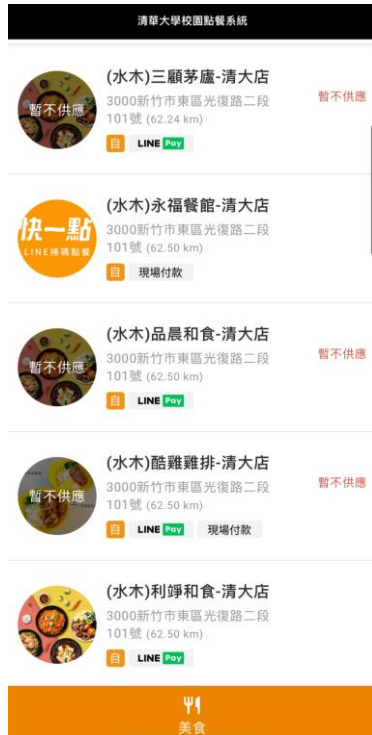 清華大學校園點餐系統
(水木)三顧茅廬-清大店
暫不供應
3000新竹市東區光復路二段
暫不供應
101號 (62.24 km)
自 LINE Pay
(水木)永福餐館-清大店
快一點
LINE掃碼點餐
3000新竹市東區光復路二段
101號 (62.50 km)
自 現場付款
(水木)品晨和食-清大店
暫不供應
3000新竹市東區光復路二段
暫不供應
101號 (62.50 km)
自 LINE Pay
(水木)酷雞雞排-清大店
暫不供應
3000新竹市東區光復路二段
暫不供應
101號 (62.50 km)
自 LINE Pay 現場付款
(水木)利竫和食-清大店
3000新竹市東區光復路二段
101號 (62.50 km)
自 LINE Pay
美食